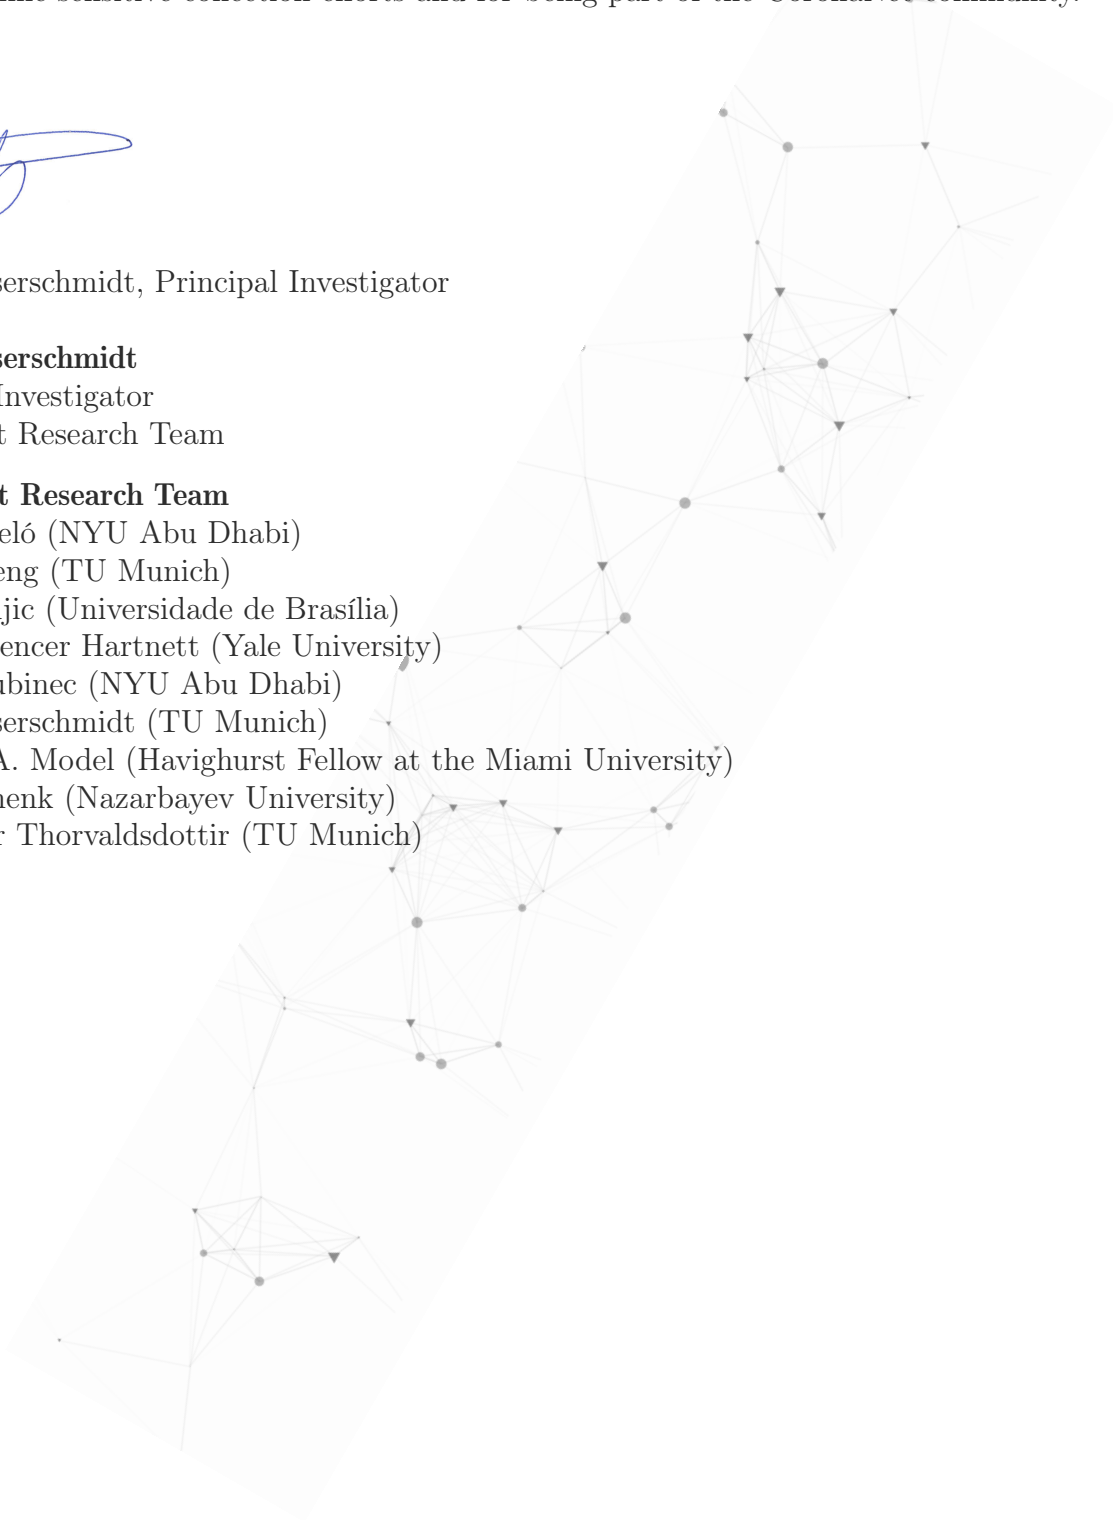 sensitive collection efforts and for being part of the CoronaNet community.
serschmidt, Principal Investigator
serschmidt
Investigator
t Research Team
t Research Team
eló (NYU Abu Dhabi)
eng (TU Munich)
jic (Universidade de Brasília)
encer Hartnett (Yale University)
ubinec (NYU Abu Dhabi)
serschmidt (TU Munich)
A. Model (Havighurst Fellow at the Miami University)
henk (Nazarbayev University)
r Thorvaldsdottir (TU Munich)